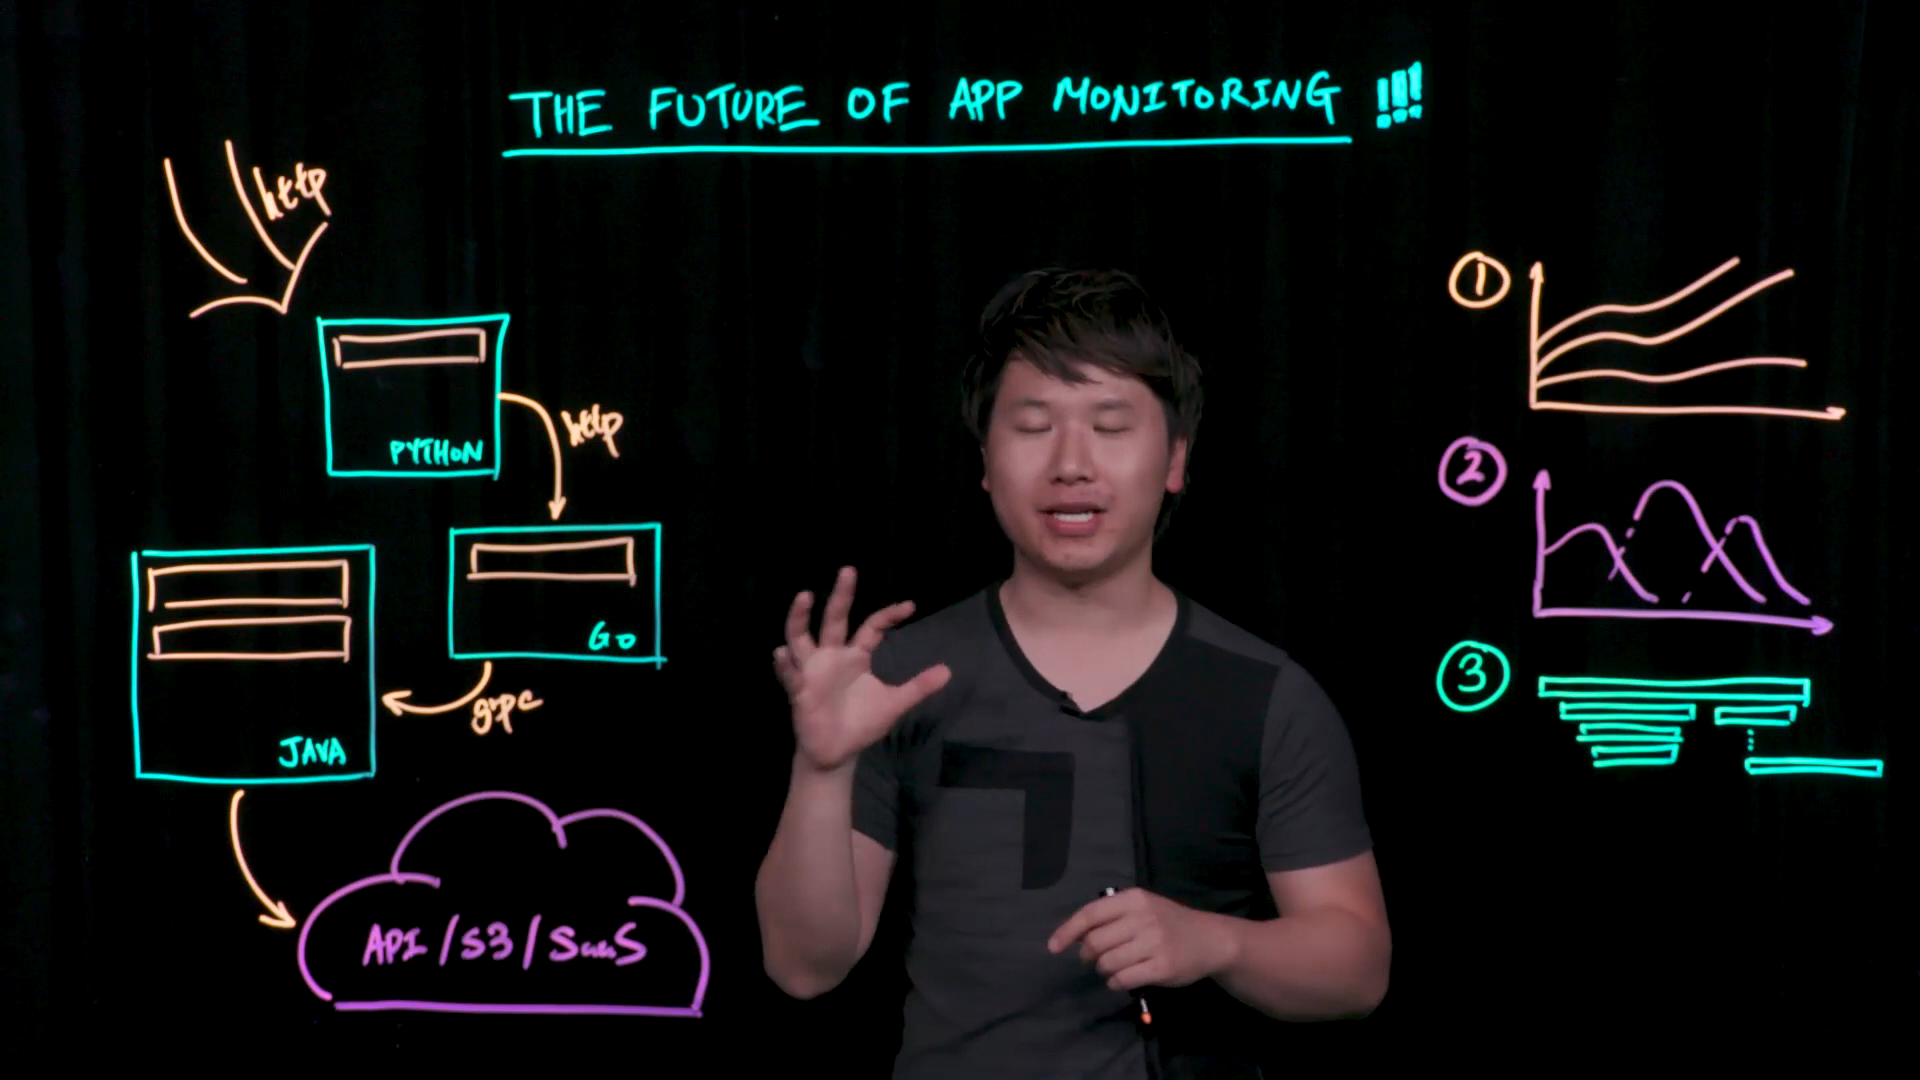 THE FUTURE OF APP MONITORING !!!
http
PYTHON
http
GO
grpc
JAVA
API/S3/SaaS
1
2
3